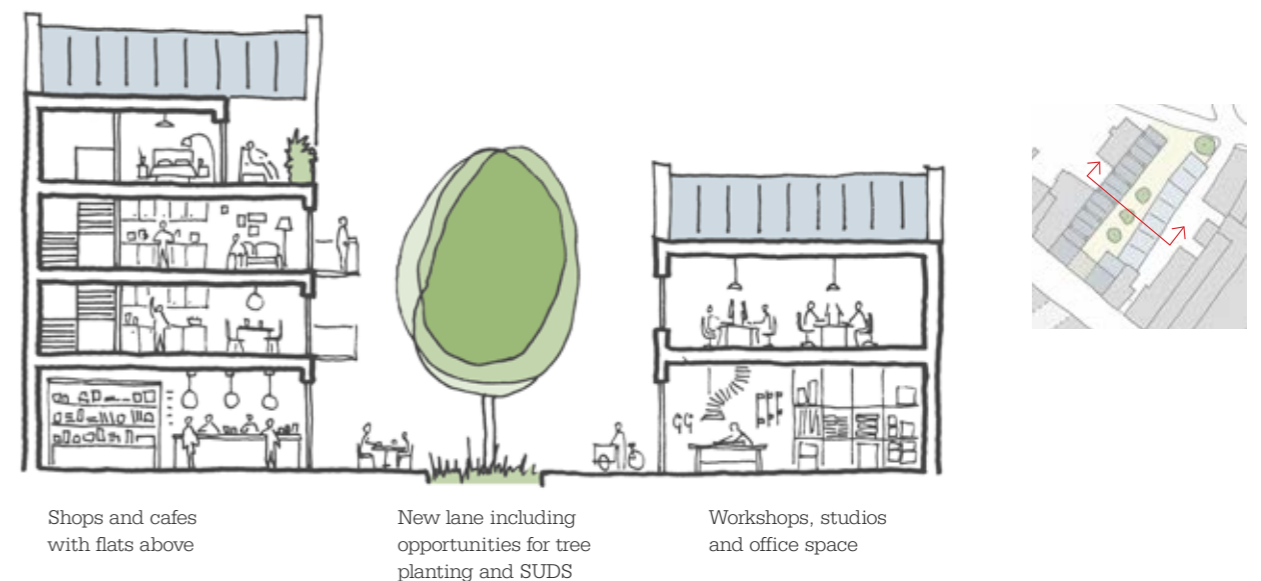 Shops and cafes
with flats above
New lane including
opportunities for tree
planting and SUDS
Workshops, studios
and office space